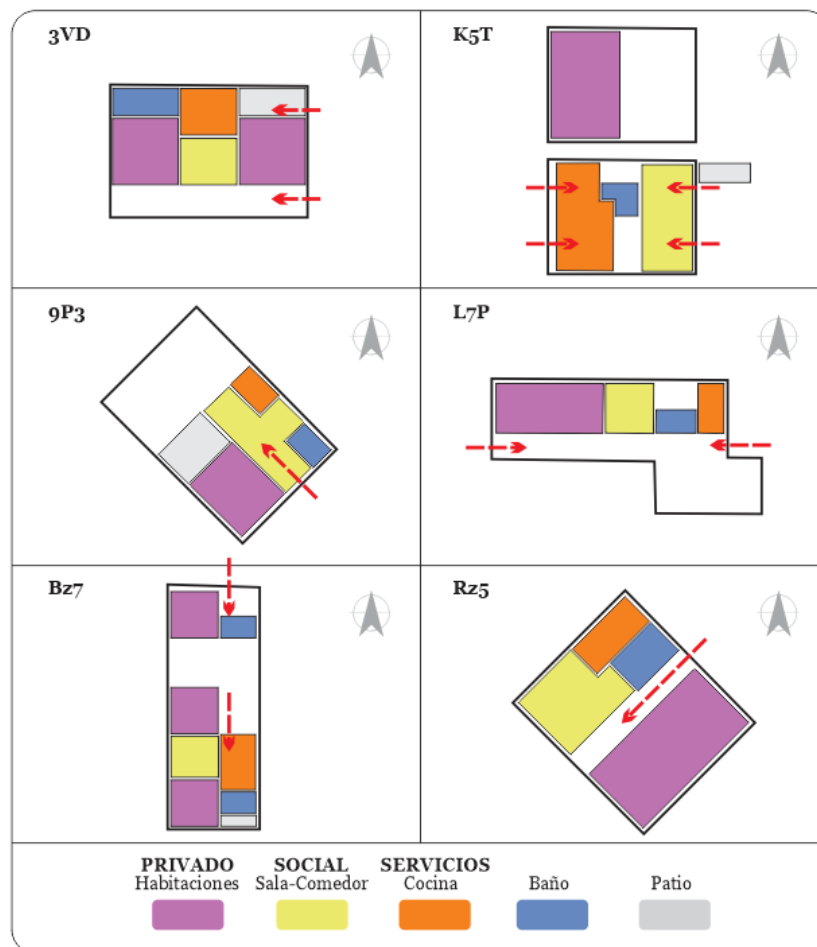 3VD
K5T
9P3
L7P
Bz7
Rz5
PRIVADO SOCIAL SERVICIOS
Habitaciones Sala-Comedor Cocina Baño Patio